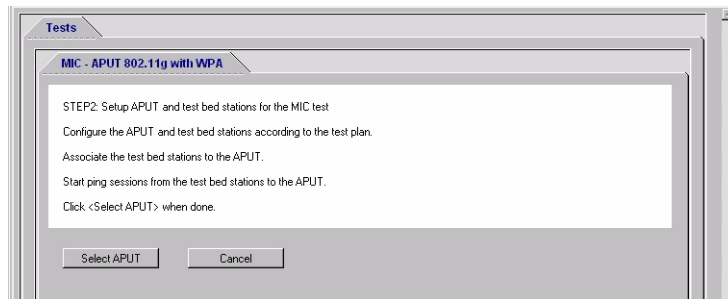 Tests
MIC - APUT 802.11g with WPA
STEP2: Setup APUT and test bed stations for the MIC test
Configure the APUT and test bed stations according to the test plan.
Associate the test bed stations to the APUT.
Start ping sessions from the test bed stations to the APUT.
Click <Select APUT> when done.
Select APUT Cancel